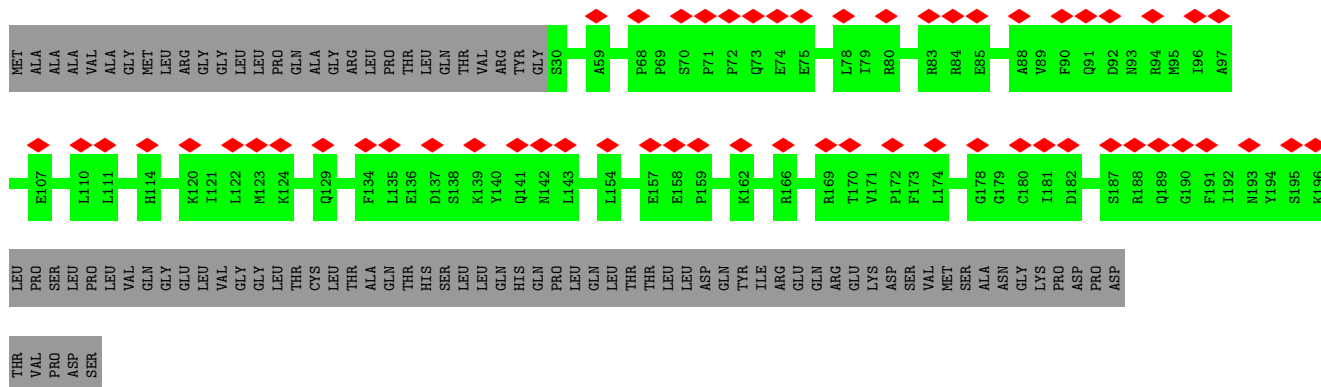 MET ALA ALA ALA VAL ALA GLY MET LEU ARG GLY GLY LEU LEU PRO GLN ALA GLY ARG LEU PRO THR LEU GLN THR VAL ARG TYR GLY S30 A59 P68 P69 S70 P71 P72 Q73 E74 E75 L78 I79 R80 R83 R84 E85 A88 V89 F90 Q91 D92 N93 R94 M95 I96 A97
E107 L110 L111 H114 K120 I121 L122 M123 K124 Q129 F134 L135 E136 D137 S138 K139 Y140 Q141 N142 L143 L154 E157 E158 P159 K162 R166 R169 T170 V171 P172 F173 L174 G178 G179 C180 I181 D182 S187 R188 Q189 G190 F191 I192 N193 Y194 S195 K196
LEU PRO SER LEU PRO LEU VAL GLN GLY GLU LEU VAL GLY GLY LEU THR CYS LEU THR ALA GLN THR HIS SER LEU LEU GLN HIS GLN PRO LEU GLN LEU THR THR LEU LEU ASP GLN TYR ILE ARG GLU GLN ARG GLU LYS ASP SER VAL MET SER ALA ASN GLY LYS PRO ASP PRO ASP
THR VAL PRO ASP SER